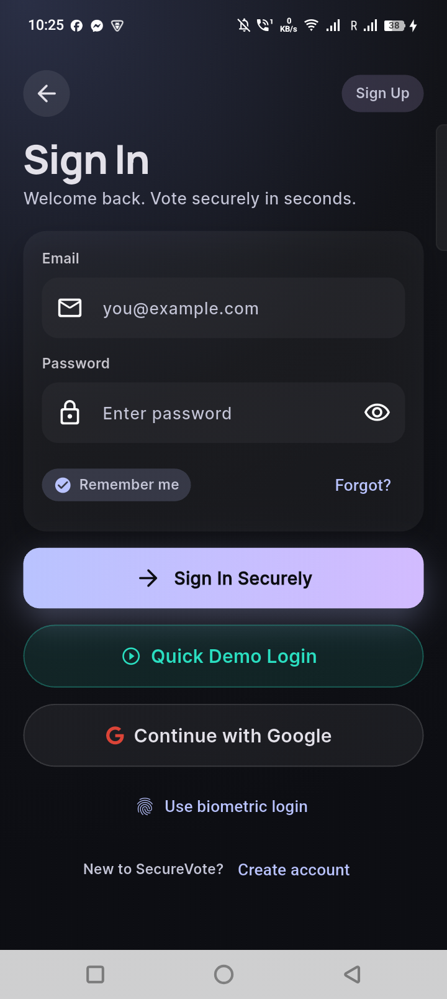 10:25
0
KB/s
R
38
Sign Up
Sign In
Welcome back. Vote securely in seconds.
Email
you@example.com
Password
Enter password
Remember me
Forgot?
Sign In Securely
Quick Demo Login
Continue with Google
Use biometric login
New to SecureVote? Create account